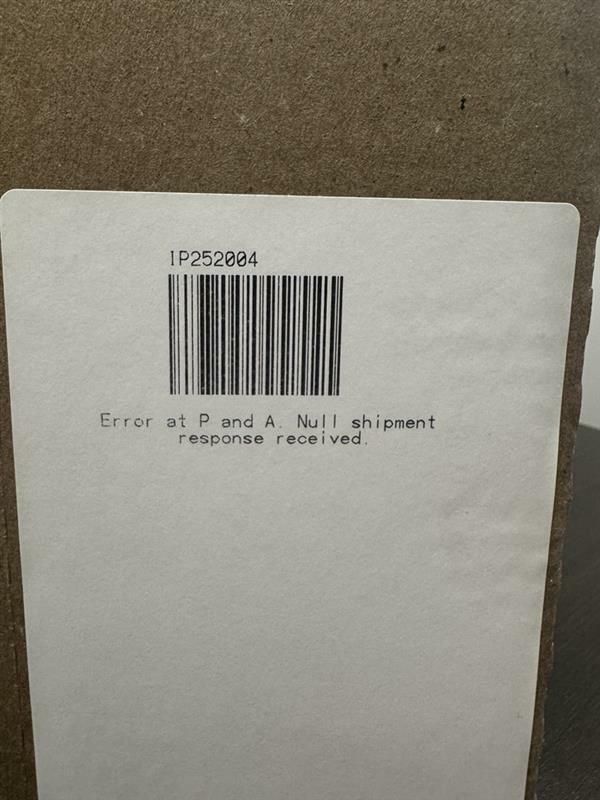 IP252004
Error at P and A. Null shipment
response received.